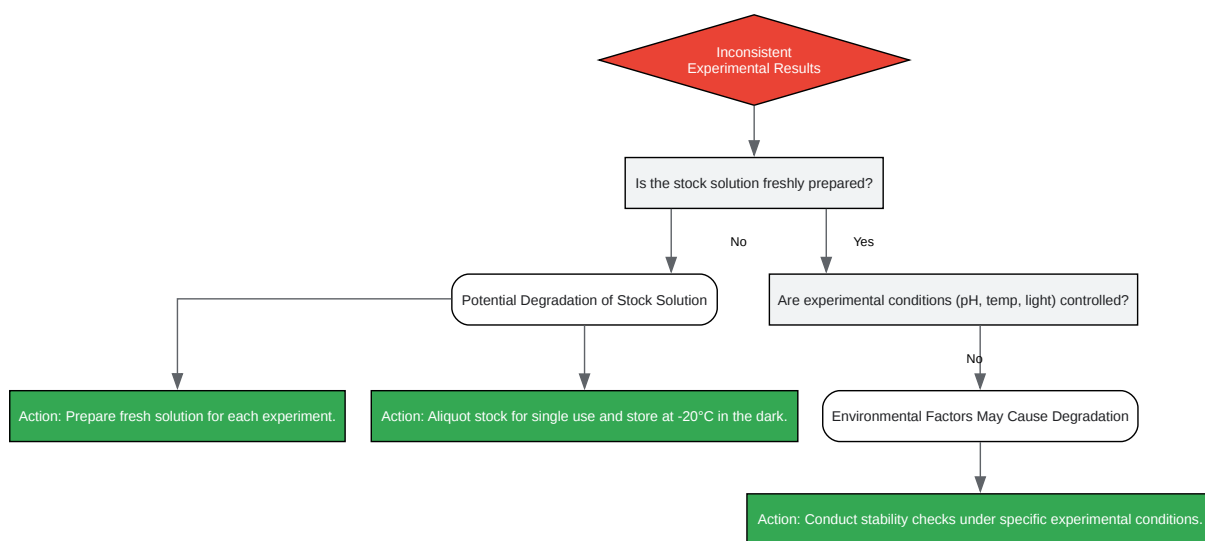 Inconsistent
Experimental Results
Is the stock solution freshly prepared?
No
Yes
Potential Degradation of Stock Solution
Are experimental conditions (pH, temp, light) controlled?
No
Action: Prepare fresh solution for each experiment.
Action: Aliquot stock for single use and store at -20°C in the dark.
Environmental Factors May Cause Degradation
Action: Conduct stability checks under specific experimental conditions.